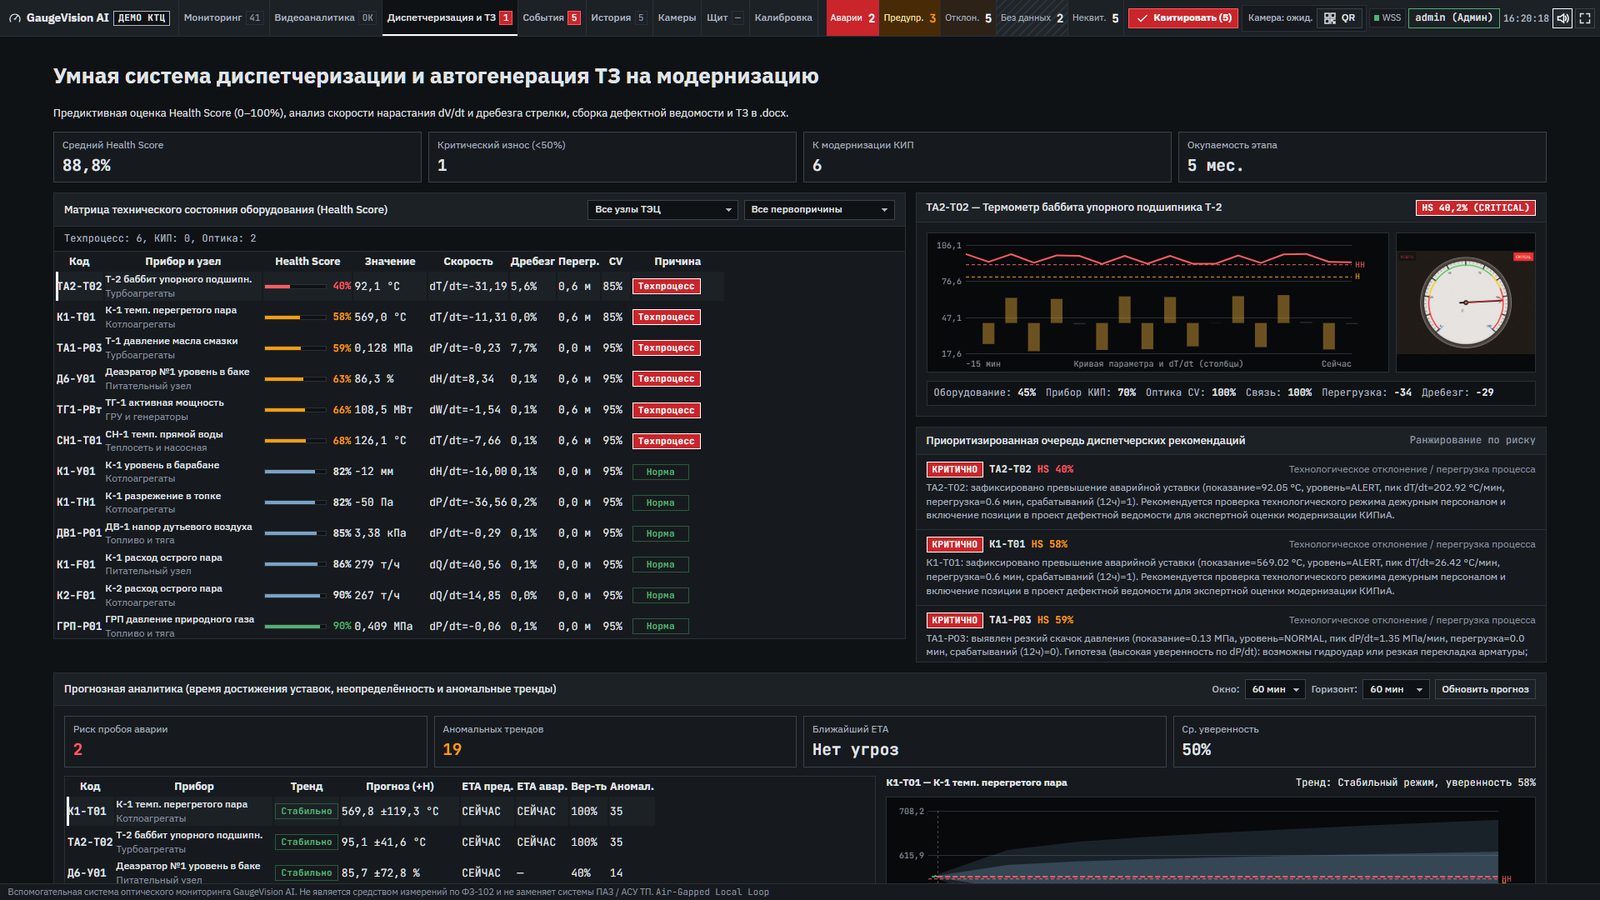 GaugeVision AI ДЕМО КТЦ Мониторинг 41 Видеоаналитика OK Диспетчеризация и ТЗ 1 События 5 История 5 Камеры Щит — Калибровка Аварии 2 Предупр. 3 Отклон. 5 Без данных 2 Неквит. 5 Квитировать (5) Камера: ожид. QR WSS admin (Админ) 16:20:18
Умная система диспетчеризации и автогенерация ТЗ на модернизацию
Предиктивная оценка Health Score (0–100%), анализ скорости нарастания dV/dt и дребезга стрелки, сборка дефектной ведомости и ТЗ в .docx.
Средний Health Score
88,8%
Критический износ (<50%)
1
К модернизации КИП
6
Окупаемость этапа
5 мес.
Матрица технического состояния оборудования (Health Score) Все узлы ТЭЦ Все первопричины
Техпроцесс: 6, КИП: 0, Оптика: 2
Код Прибор и узел Health Score Значение Скорость Дребезг Перегр. CV Причина
ТА2-Т02 Т-2 баббит упорного подшипн. 40% 92,1 °C dT/dt=-31,19 5,6% 0,6 м 85% Техпроцесс
Турбоагрегаты
К1-Т01 К-1 темп. перегретого пара 58% 569,0 °C dT/dt=-11,31 0,0% 0,6 м 85% Техпроцесс
Котлоагрегаты
ТА1-Р03 Т-1 давление масла смазки 59% 0,128 МПа dP/dt=-0,23 7,7% 0,0 м 95% Техпроцесс
Турбоагрегаты
Д6-У01 Деаэратор №1 уровень в баке 63% 86,3 % dH/dt=8,34 0,1% 0,6 м 95% Техпроцесс
Питательный узел
ТГ1-РВт ТГ-1 активная мощность 66% 108,5 МВт dW/dt=-1,54 0,1% 0,6 м 95% Техпроцесс
ГРУ и генераторы
СН1-Т01 СН-1 темп. прямой воды 68% 126,1 °C dT/dt=-7,66 0,1% 0,6 м 95% Техпроцесс
Теплосеть и насосная
К1-У01 К-1 уровень в барабане 82% -12 мм dH/dt=-16,00 0,1% 0,0 м 95% Норма
Котлоагрегаты
К1-ТН1 К-1 разрежение в топке 82% -50 Па dP/dt=-36,56 0,2% 0,0 м 95% Норма
Котлоагрегаты
ДВ1-Р01 ДВ-1 напор дутьевого воздуха 85% 3,38 кПа dP/dt=-0,29 0,1% 0,0 м 95% Норма
Топливо и тяга
К1-F01 К-1 расход острого пара 86% 279 т/ч dQ/dt=40,56 0,1% 0,0 м 95% Норма
Питательный узел
К2-F01 К-2 расход острого пара 90% 267 т/ч dQ/dt=14,85 0,0% 0,0 м 95% Норма
Котлоагрегаты
ГРП-Р01 ГРП давление природного газа 90% 0,409 МПа dP/dt=-0,06 0,1% 0,0 м 95% Норма
Топливо и тяга
ТА2-Т02 — Термометр баббита упорного подшипника Т-2 HS 40,2% (CRITICAL)
106,1
HH
H
76,6
47,1
17,6
-15 мин Кривая параметра и dT/dt (столбцы) Сейчас
Оборудование: 45% Прибор КИП: 70% Оптика CV: 100% Связь: 100% Перегрузка: -34 Дребезг: -29
Приоритизированная очередь диспетчерских рекомендаций Ранжирование по риску
КРИТИЧНО ТА2-Т02 HS 40% Технологическое отклонение / перегрузка процесса
ТА2-Т02: зафиксировано превышение аварийной уставки (показание=92.05 °C, уровень=ALERT, пик dT/dt=202.92 °C/мин,
перегрузка=0.6 мин, срабатываний (12ч)=1). Рекомендуется проверка технологического режима дежурным персоналом и
включение позиции в проект дефектной ведомости для экспертной оценки модернизации КИПиА.
КРИТИЧНО К1-Т01 HS 58% Технологическое отклонение / перегрузка процесса
К1-Т01: зафиксировано превышение аварийной уставки (показание=569.02 °C, уровень=ALERT, пик dT/dt=26.42 °C/мин,
перегрузка=0.6 мин, срабатываний (12ч)=1). Рекомендуется проверка технологического режима дежурным персоналом и
включение позиции в проект дефектной ведомости для экспертной оценки модернизации КИПиА.
КРИТИЧНО ТА1-Р03 HS 59% Технологическое отклонение / перегрузка процесса
ТА1-Р03: выявлен резкий скачок давления (показание=0.13 МПа, уровень=NORMAL, пик dP/dt=1.35 МПа/мин, перегрузка=0.0
мин, срабатываний (12ч)=0). Гипотеза (высокая уверенность по dP/dt): возможны гидроудар или резкая перекладка арматуры;
Прогнозная аналитика (время достижения уставок, неопределённость и аномальные тренды) Окно: 60 мин Горизонт: 60 мин Обновить прогноз
Риск пробоя аварии
2
Аномальных трендов
19
Ближайший ETA
Нет угроз
Ср. уверенность
50%
Код Прибор Тренд Прогноз (+H) ETA пред. ETA авар. Вер-ть Аномал.
К1-Т01 К-1 темп. перегретого пара Стабильно 569,8 ±119,3 °C СЕЙЧАС СЕЙЧАС 100% 35
Котлоагрегаты
ТА2-Т02 Т-2 баббит упорного подшипн. Стабильно 95,1 ±41,6 °C СЕЙЧАС СЕЙЧАС 100% 35
Турбоагрегаты
Д6-У01 Деаэратор №1 уровень в баке Стабильно 85,7 ±72,8 % СЕЙЧАС — 40% 14
Питательный узел
К1-Т01 — К-1 темп. перегретого пара Тренд: Стабильный режим, уверенность 58%
708,2
615,9
HH
Вспомогательная система оптического мониторинга GaugeVision AI. Не является средством измерений по ФЗ-102 и не заменяет системы ПАЗ / АСУ ТП. Air-Gapped Local Loop